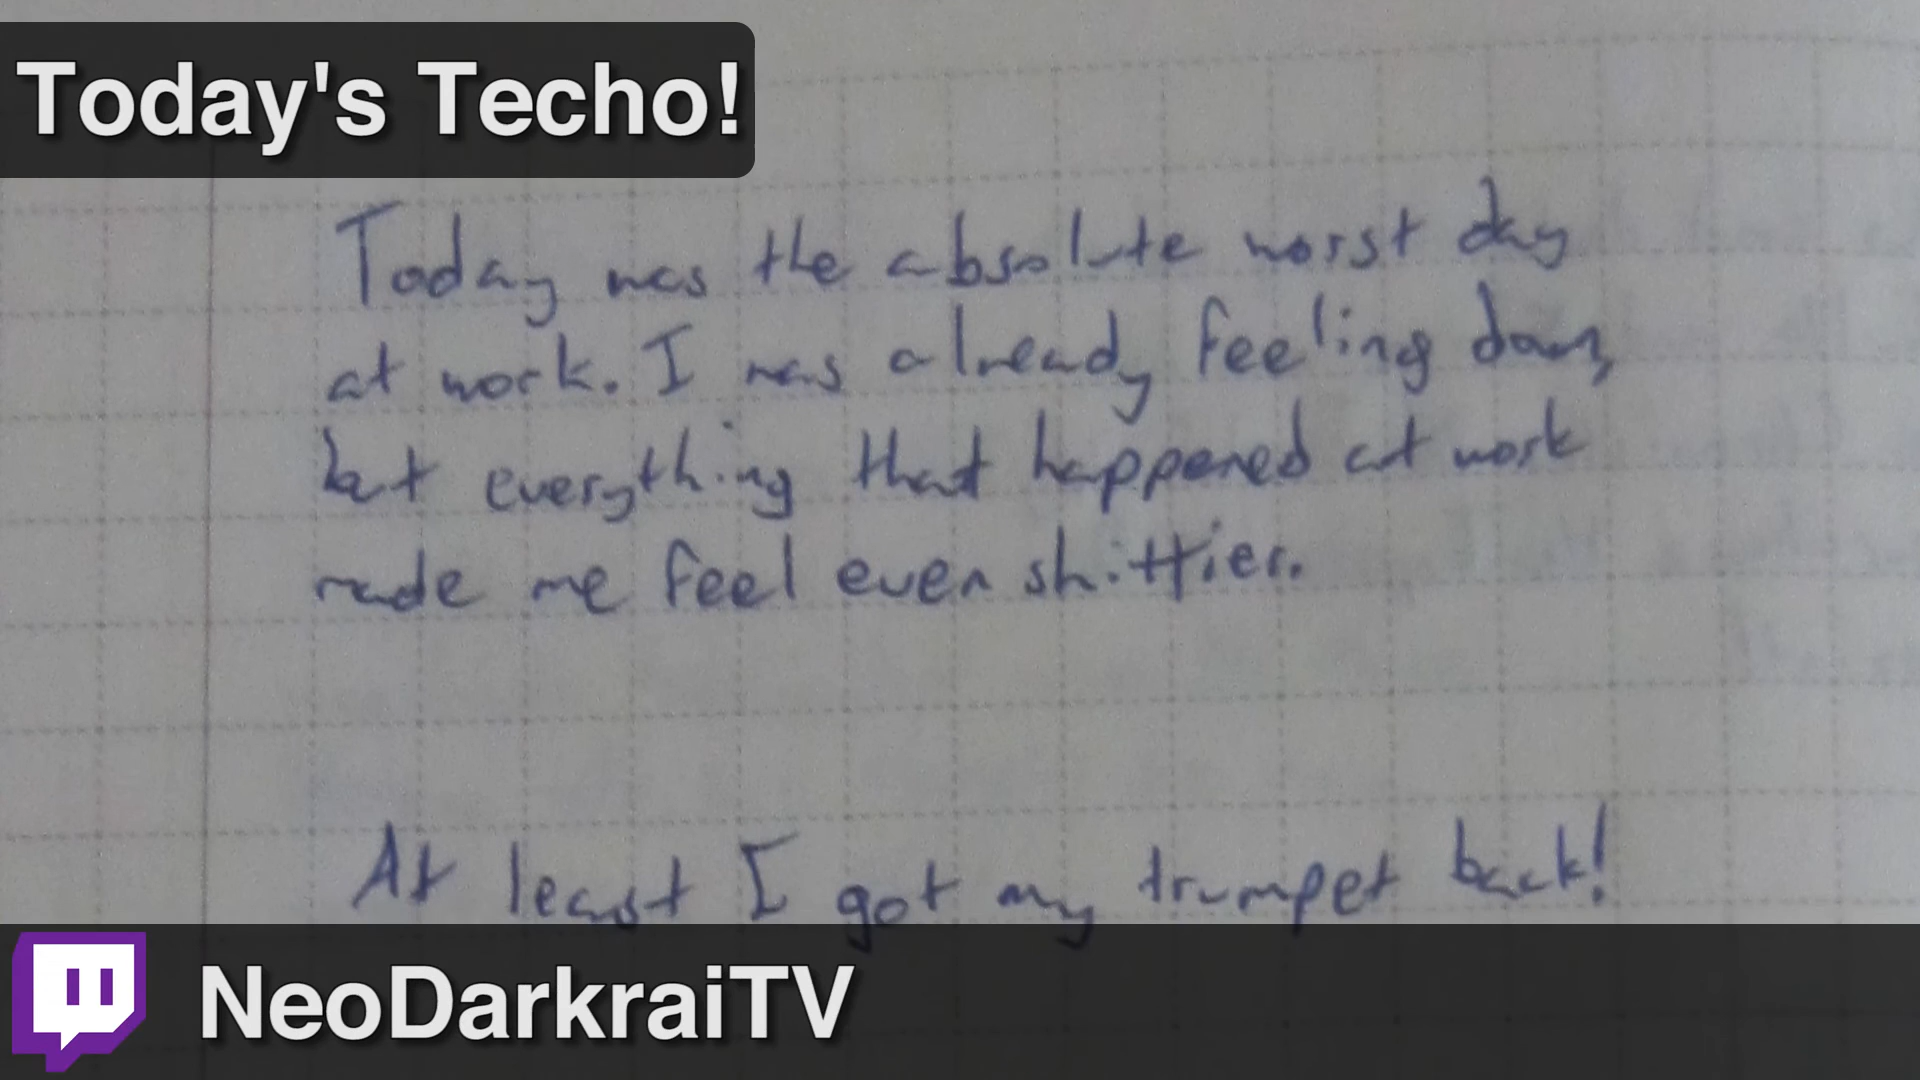 Today's Techo!
Today was the absolute worst day
at work. I was already feeling down,
but everything that happened at work
made me feel even shittier.
At least I got my trumpet back!
NeoDarkraiTV